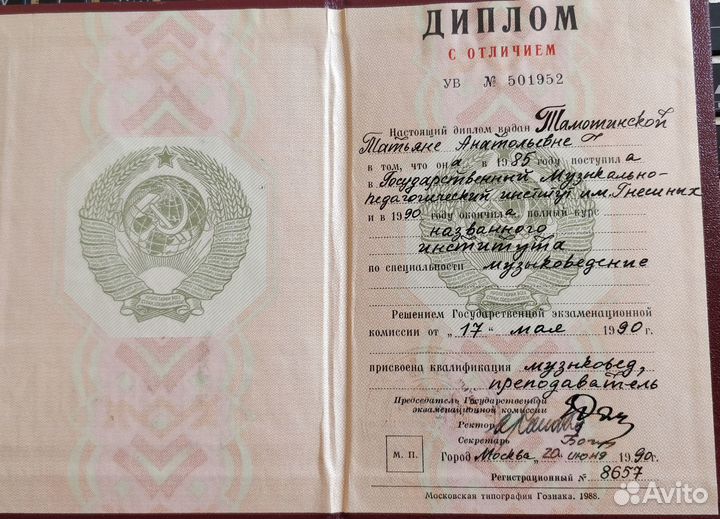 ДИПЛОМ
С ОТЛИЧИЕМ
УВ № 501952
Настоящий диплом выдан Тамотинской
Татьяне Анатольевне
в том, что она в 1985 году поступила
в Государственный Музыкально-
педагогический институт им. Гнесиных
и в 1990 году окончила полный курс
названного
института
по специальности музыковедение
Решением Государственной экзаменационной
комиссии от „17“ мая 1990 г.
присвоена квалификация музыковед,
преподаватель
Председатель Государственной
экзаменационной комиссии
Ректор
Секретарь
М. П.
Город Москва „20“ июня 1990 г.
Регистрационный № 8657
Московская типография Гознака. 1988.
Avito